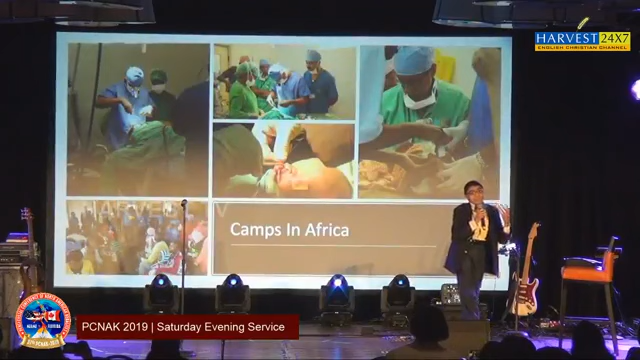 HARVEST 24X7
ENGLISH CHRISTIAN CHANNEL
Camps In Africa
PCNAK 2019 | Saturday Evening Service